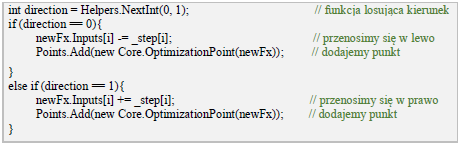 int direction = Helpers.NextInt(0, 1); // funkcja losująca kierunek
if (direction == 0){
newFx.Inputs[i] -= _step[i]; // przenosimy się w lewo
Points.Add(new Core.OptimizationPoint(newFx)); // dodajemy punkt
}
else if (direction == 1){
newFx.Inputs[i] += _step[i]; // przenosimy się w prawo
Points.Add(new Core.OptimizationPoint(newFx)); // dodajemy punkt
}